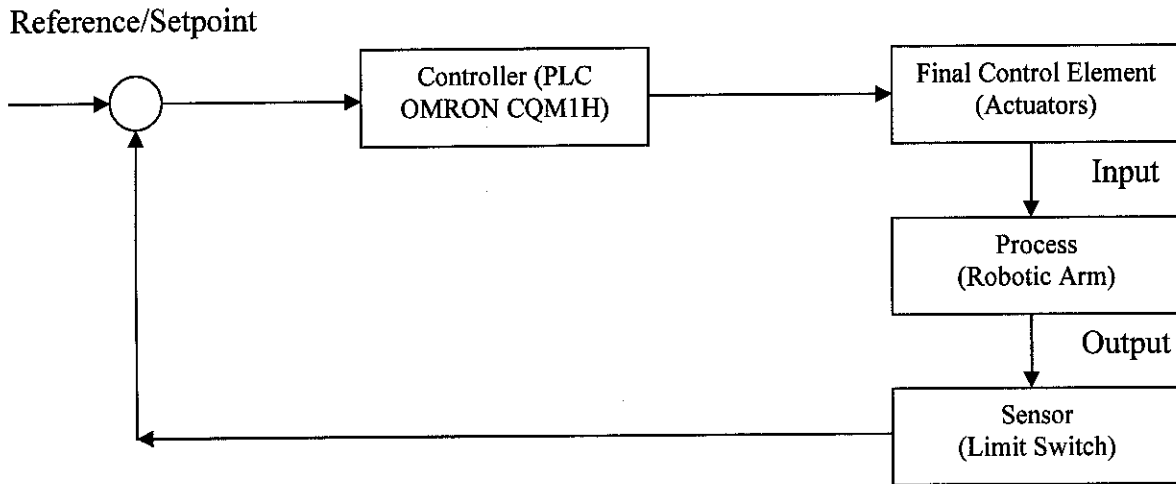 Reference/Setpoint
Controller (PLC
OMRON CQM1H)
Final Control Element
(Actuators)
Input
Process
(Robotic Arm)
Output
Sensor
(Limit Switch)